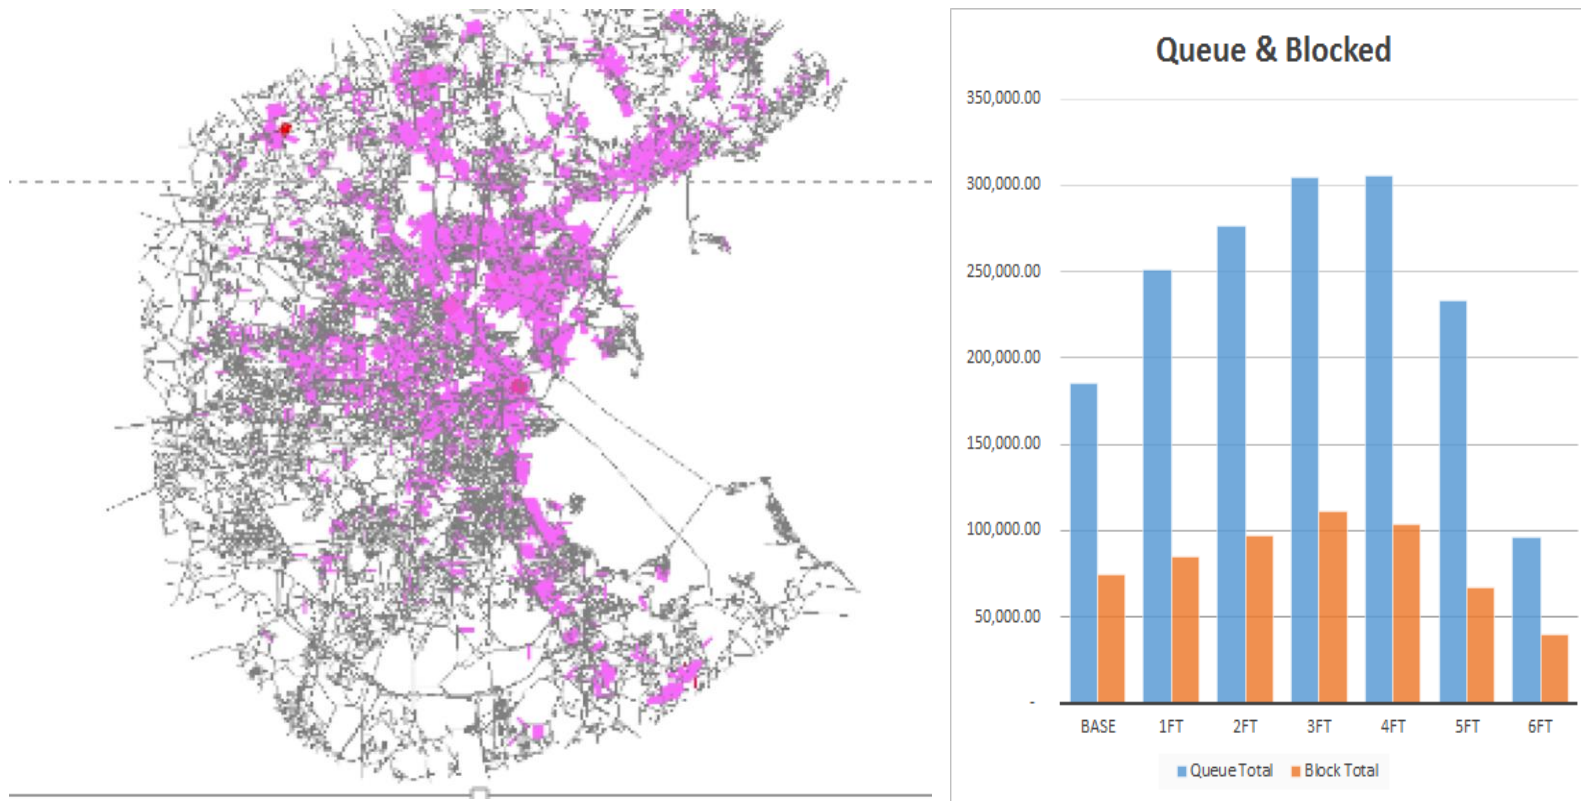 Queue & Blocked
350,000.00
300,000.00
250,000.00
200,000.00
150,000.00
100,000.00
50,000.00
-
BASE 1FT 2FT 3FT 4FT 5FT 6FT
Queue Total Block Total